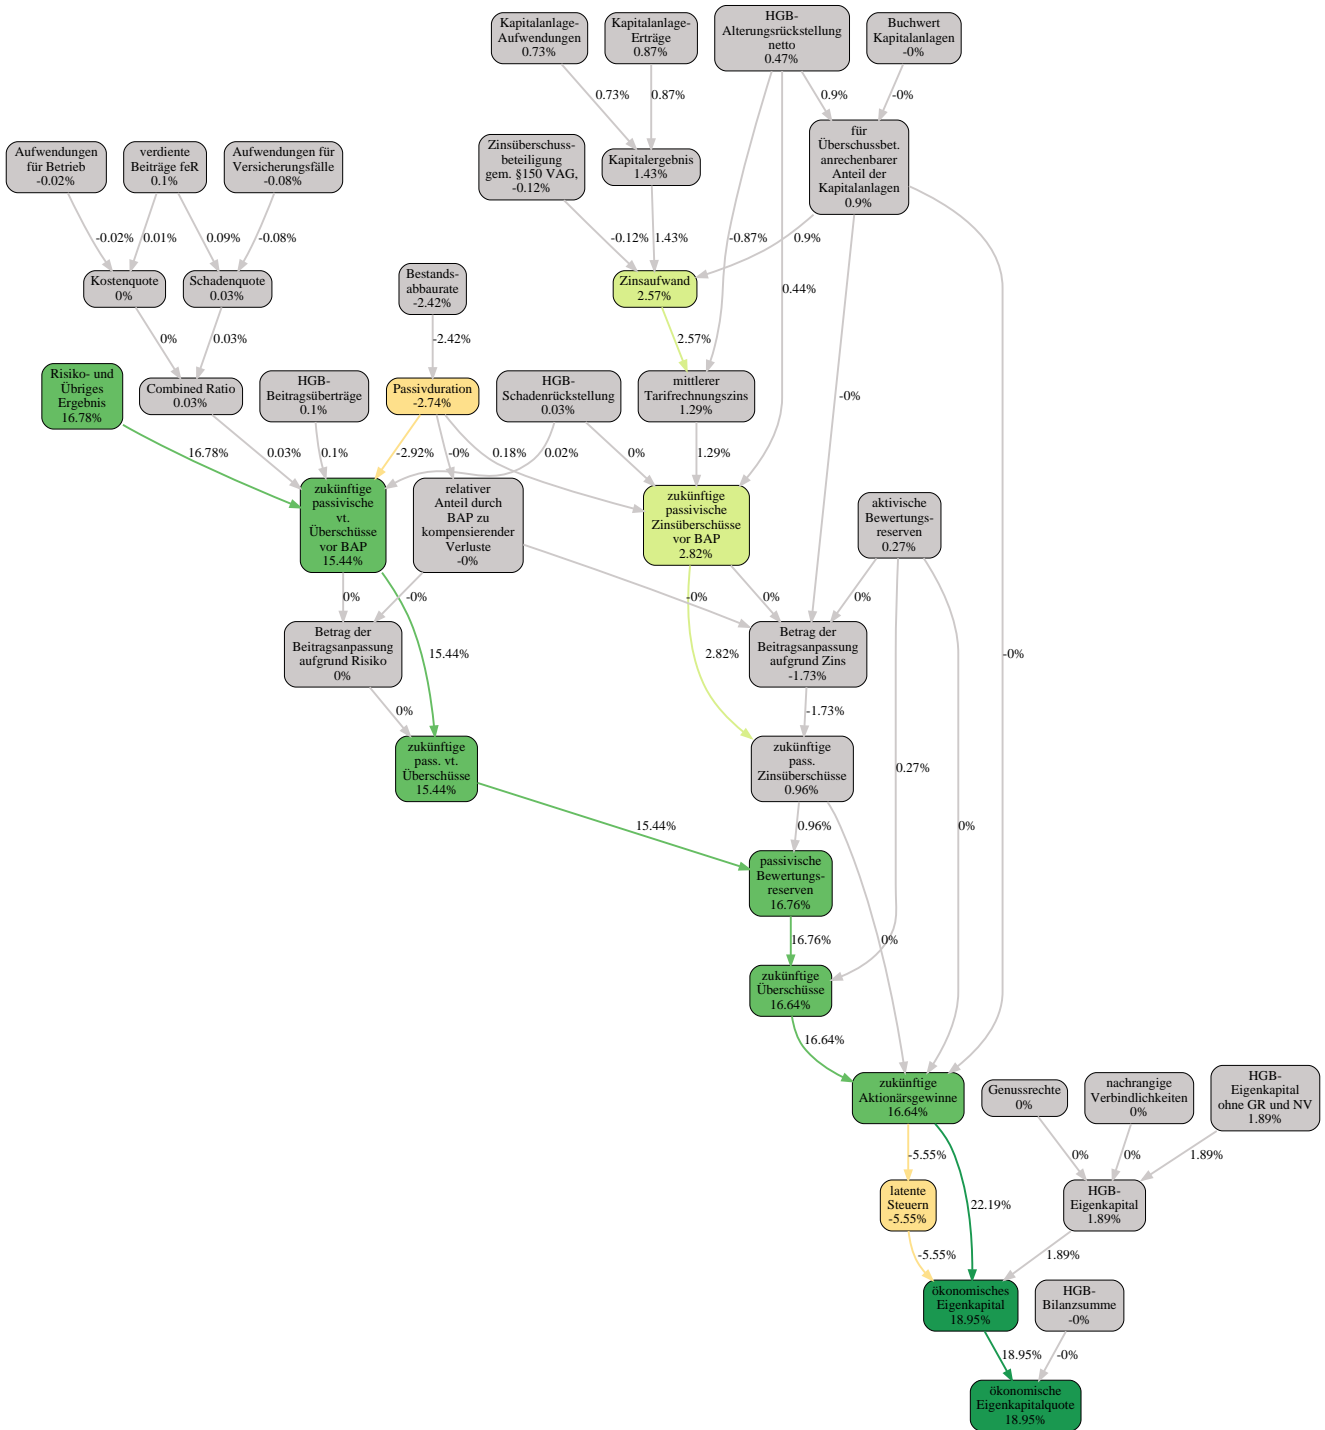 Kapitalanlage-
Aufwendungen
0.73%
Kapitalanlage-
Erträge
0.87%
HGB-
Alterungsrückstellung
netto
0.47%
Buchwert
Kapitalanlagen
-0%
0.73%
0.87%
0.9%
-0%
Aufwendungen
für Betrieb
-0.02%
verdiente
Beiträge feR
0.1%
Aufwendungen für
Versicherungsfälle
-0.08%
Zinsüberschuss-
beteiligung
gem. §150 VAG,
-0.12%
Kapitalergebnis
1.43%
für
Überschussbet.
anrechenbarer
Anteil der
Kapitalanlagen
0.9%
-0.02%
0.01%
0.09%
-0.08%
-0.12%
1.43%
-0.87%
0.9%
Kostenquote
0%
Schadenquote
0.03%
Bestands-
abbaurate
-2.42%
Zinsaufwand
2.57%
0.44%
0%
0.03%
-2.42%
2.57%
Risiko- und
Übriges
Ergebnis
16.78%
Combined Ratio
0.03%
HGB-
Beitragsüberträge
0.1%
Passivduration
-2.74%
HGB-
Schadenrückstellung
0.03%
mittlerer
Tarifrechnungszins
1.29%
-0%
16.78%
0.03%
0.1%
-2.92%
-0%
0.18%
0.02%
0%
1.29%
zukünftige
passivische
vt.
Überschüsse
vor BAP
15.44%
relativer
Anteil durch
BAP zu
kompensierender
Verluste
-0%
zukünftige
passivische
Zinsüberschüsse
vor BAP
2.82%
aktivische
Bewertungs-
reserven
0.27%
0%
-0%
-0%
0%
0%
Betrag der
Beitragsanpassung
aufgrund Risiko
0%
15.44%
2.82%
Betrag der
Beitragsanpassung
aufgrund Zins
-1.73%
-0%
0%
-1.73%
zukünftige
pass. vt.
Überschüsse
15.44%
zukünftige
pass.
Zinsüberschüsse
0.96%
0.27%
15.44%
0.96%
0%
passivische
Bewertungs-
reserven
16.76%
16.76%
0%
zukünftige
Überschüsse
16.64%
16.64%
zukünftige
Aktionärsgewinne
16.64%
Genussrechte
0%
nachrangige
Verbindlichkeiten
0%
HGB-
Eigenkapital
ohne GR und NV
1.89%
-5.55%
0%
0%
1.89%
latente
Steuern
-5.55%
22.19%
HGB-
Eigenkapital
1.89%
-5.55%
1.89%
ökonomisches
Eigenkapital
18.95%
HGB-
Bilanzsumme
-0%
18.95%
-0%
ökonomische
Eigenkapitalquote
18.95%